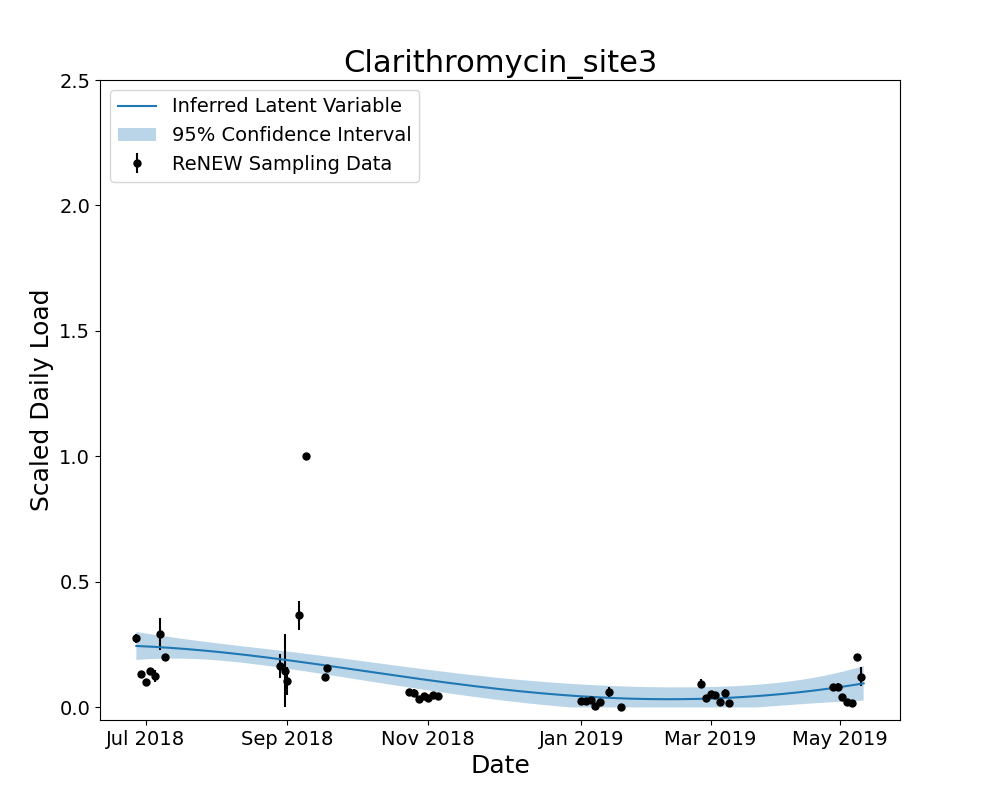 Clarithromycin_site3
Inferred Latent Variable
95% Confidence Interval
ReNEW Sampling Data
Scaled Daily Load
2.5
2.0
1.5
1.0
0.5
0.0
Jul 2018 Sep 2018 Nov 2018 Jan 2019 Mar 2019 May 2019
Date